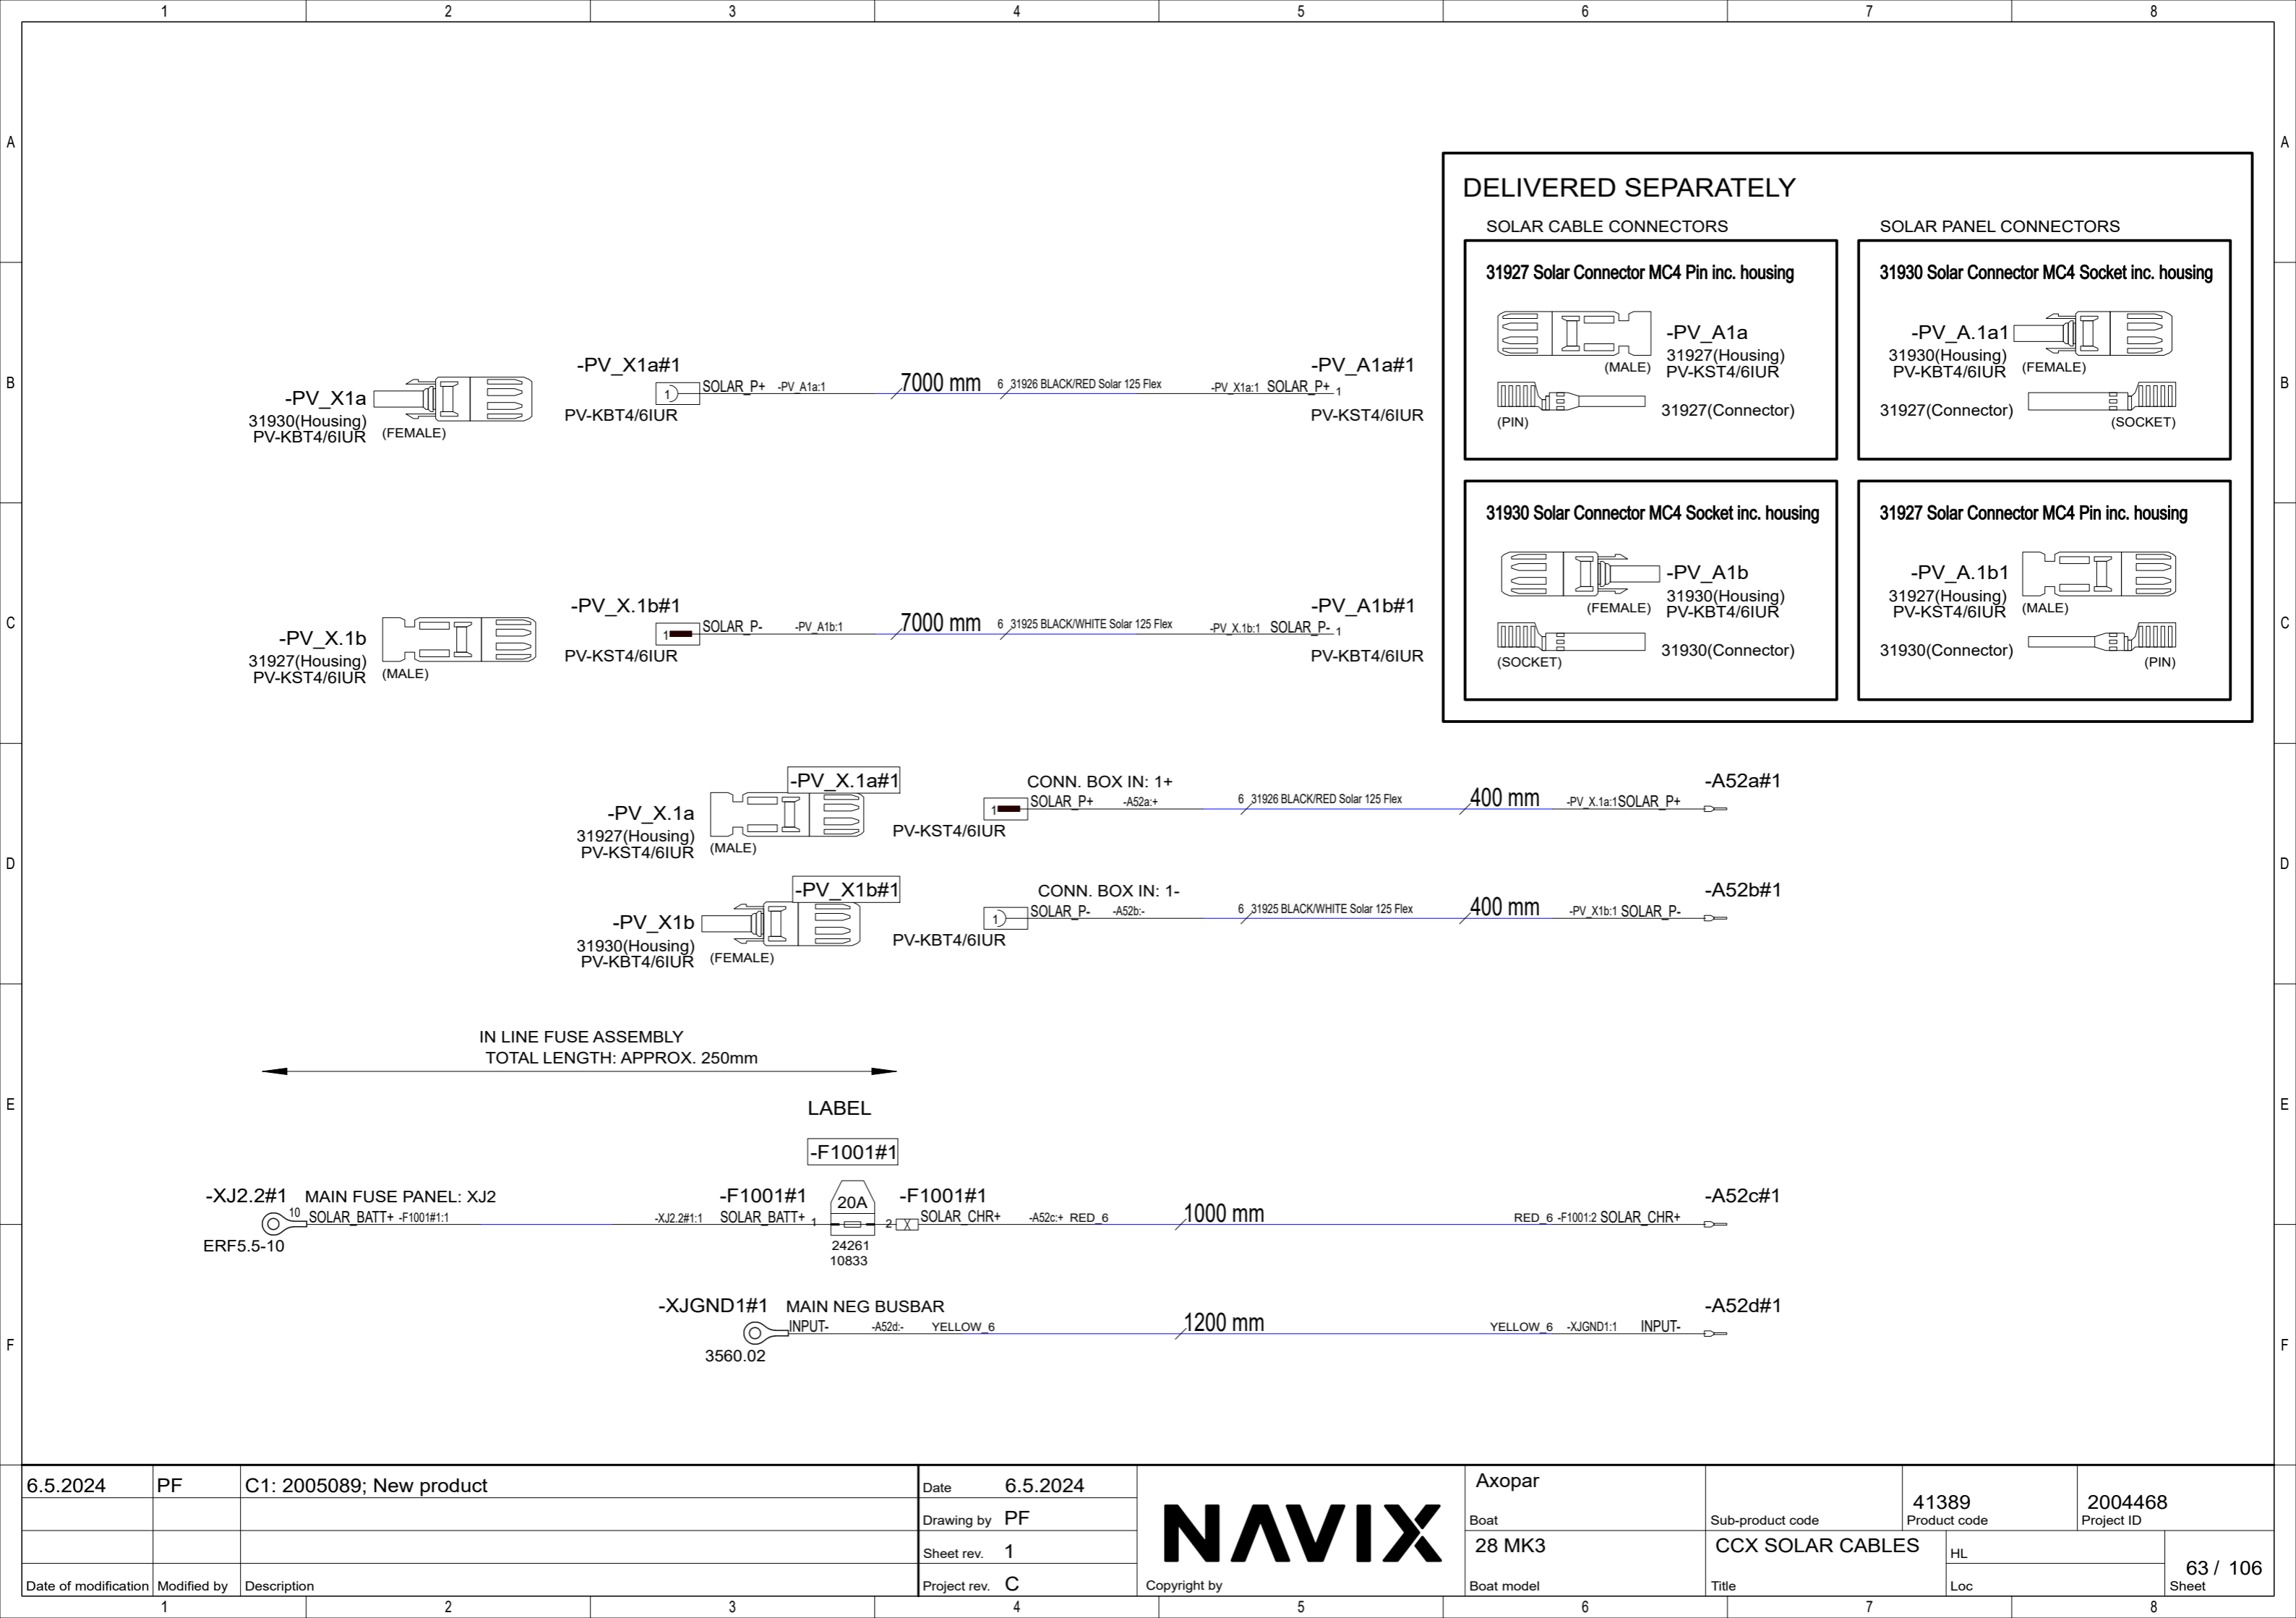 1 2 3 4 5 6 7 8
A A
B B
C C
D D
E E
F F
DELIVERED SEPARATELY
SOLAR CABLE CONNECTORS
SOLAR PANEL CONNECTORS
31927 Solar Connector MC4 Pin inc. housing
-PV_A1a
31927(Housing)
PV-KST4/6IUR
(MALE)
31927(Connector)
(PIN)
31930 Solar Connector MC4 Socket inc. housing
-PV_A.1a1
31930(Housing)
PV-KBT4/6IUR
(FEMALE)
31927(Connector)
(SOCKET)
31930 Solar Connector MC4 Socket inc. housing
-PV_A1b
31930(Housing)
PV-KBT4/6IUR
(FEMALE)
31930(Connector)
(SOCKET)
31927 Solar Connector MC4 Pin inc. housing
-PV_A.1b1
31927(Housing)
PV-KST4/6IUR
(MALE)
31930(Connector)
(PIN)
-PV_X1a
31930(Housing)
PV-KBT4/6IUR
(FEMALE)
-PV_X1a#1
1
SOLAR_P+ -PV_A1a:1 7000 mm 6 31926 BLACK/RED Solar 125 Flex -PV_X1a:1 SOLAR_P+ 1
PV-KBT4/6IUR
-PV_A1a#1
PV-KST4/6IUR
-PV_X.1b
31927(Housing)
PV-KST4/6IUR
(MALE)
-PV_X.1b#1
1
SOLAR_P- -PV_A1b:1 7000 mm 6 31925 BLACK/WHITE Solar 125 Flex -PV_X.1b:1 SOLAR_P- 1
PV-KST4/6IUR
-PV_A1b#1
PV-KBT4/6IUR
-PV_X.1a#1
-PV_X.1a
31927(Housing)
PV-KST4/6IUR
(MALE)
CONN. BOX IN: 1+
1
SOLAR_P+ -A52a:+ 6 31926 BLACK/RED Solar 125 Flex 400 mm -PV_X.1a:1 SOLAR_P+
PV-KST4/6IUR
-A52a#1
-PV_X1b#1
-PV_X1b
31930(Housing)
PV-KBT4/6IUR
(FEMALE)
CONN. BOX IN: 1-
1
SOLAR_P- -A52b:- 6 31925 BLACK/WHITE Solar 125 Flex 400 mm -PV_X1b:1 SOLAR_P-
PV-KBT4/6IUR
-A52b#1
IN LINE FUSE ASSEMBLY
TOTAL LENGTH: APPROX. 250mm
LABEL
-F1001#1
-XJ2.2#1 MAIN FUSE PANEL: XJ2
10 SOLAR_BATT+ -F1001#1:1
ERF5.5-10
-F1001#1
-XJ2.2#1:1 SOLAR_BATT+ 1
20A
24261
10833
-F1001#1
2 X SOLAR_CHR+ -A52c:+ RED_6 1000 mm RED_6 -F1001:2 SOLAR_CHR+
-A52c#1
-XJGND1#1 MAIN NEG BUSBAR
INPUT- -A52d:- YELLOW_6 1200 mm YELLOW_6 -XJGND1:1 INPUT-
3560.02
-A52d#1
6.5.2024 PF C1: 2005089; New product
Date of modification Modified by Description
Date 6.5.2024
Drawing by PF
Sheet rev. 1
Project rev. C
NAVIX
Copyright by
Axopar
Boat
28 MK3
Boat model
Sub-product code
41389
Product code
2004468
Project ID
CCX SOLAR CABLES
Title
HL
Loc
63 / 106
Sheet
1 2 3 4 5 6 7 8